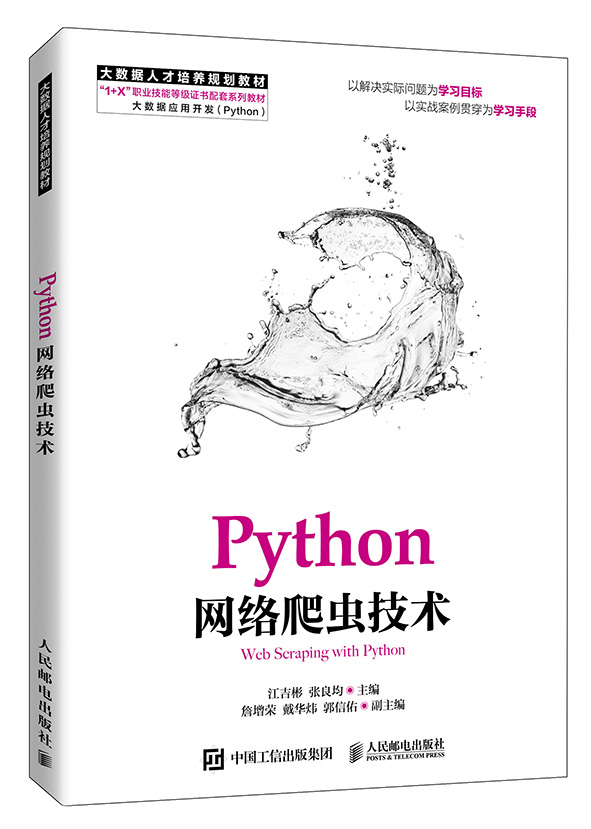 大数据人才培养规划教材
“1+X”职业技能等级证书配套系列教材
大数据应用开发（Python）
以解决实际问题为学习目标
以实战案例贯穿为学习手段
Python
网络爬虫技术
Web Scraping with Python
江吉彬 张良均 主编
詹增荣 戴华炜 郭信佑 副主编
中国工信出版集团
人民邮电出版社
POSTS & TELECOM PRESS
大数据人才培养规划教材
Python网络爬虫技术
人民邮电出版社